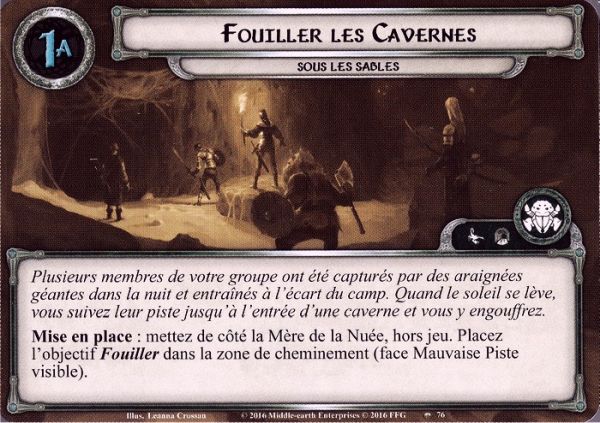 1A
FOUILLER LES CAVERNES
SOUS LES SABLES
Plusieurs membres de votre groupe ont été capturés par des araignées
géantes dans la nuit et entraînés à l'écart du camp. Quand le soleil se lève,
vous suivez leur piste jusqu'à l'entrée d'une caverne et vous y engouffrez.
Mise en place : mettez de côté la Mère de la Nuée, hors jeu. Placez
l'objectif Fouiller dans la zone de cheminement (face Mauvaise Piste
visible).
Illus. Leanna Crossan © 2016 Middle-earth Enterprises © 2016 FFG 76